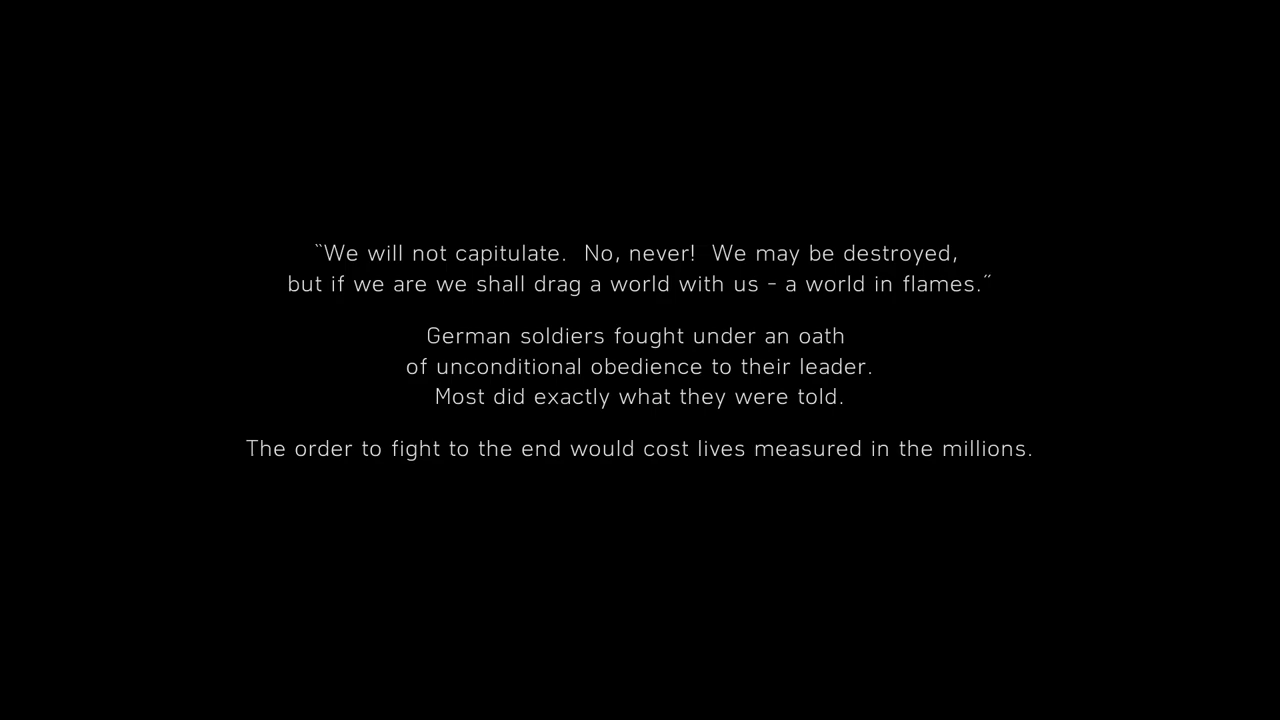 “We will not capitulate. No, never! We may be destroyed,
but if we are we shall drag a world with us - a world in flames.”
German soldiers fought under an oath
of unconditional obedience to their leader.
Most did exactly what they were told.
The order to fight to the end would cost lives measured in the millions.